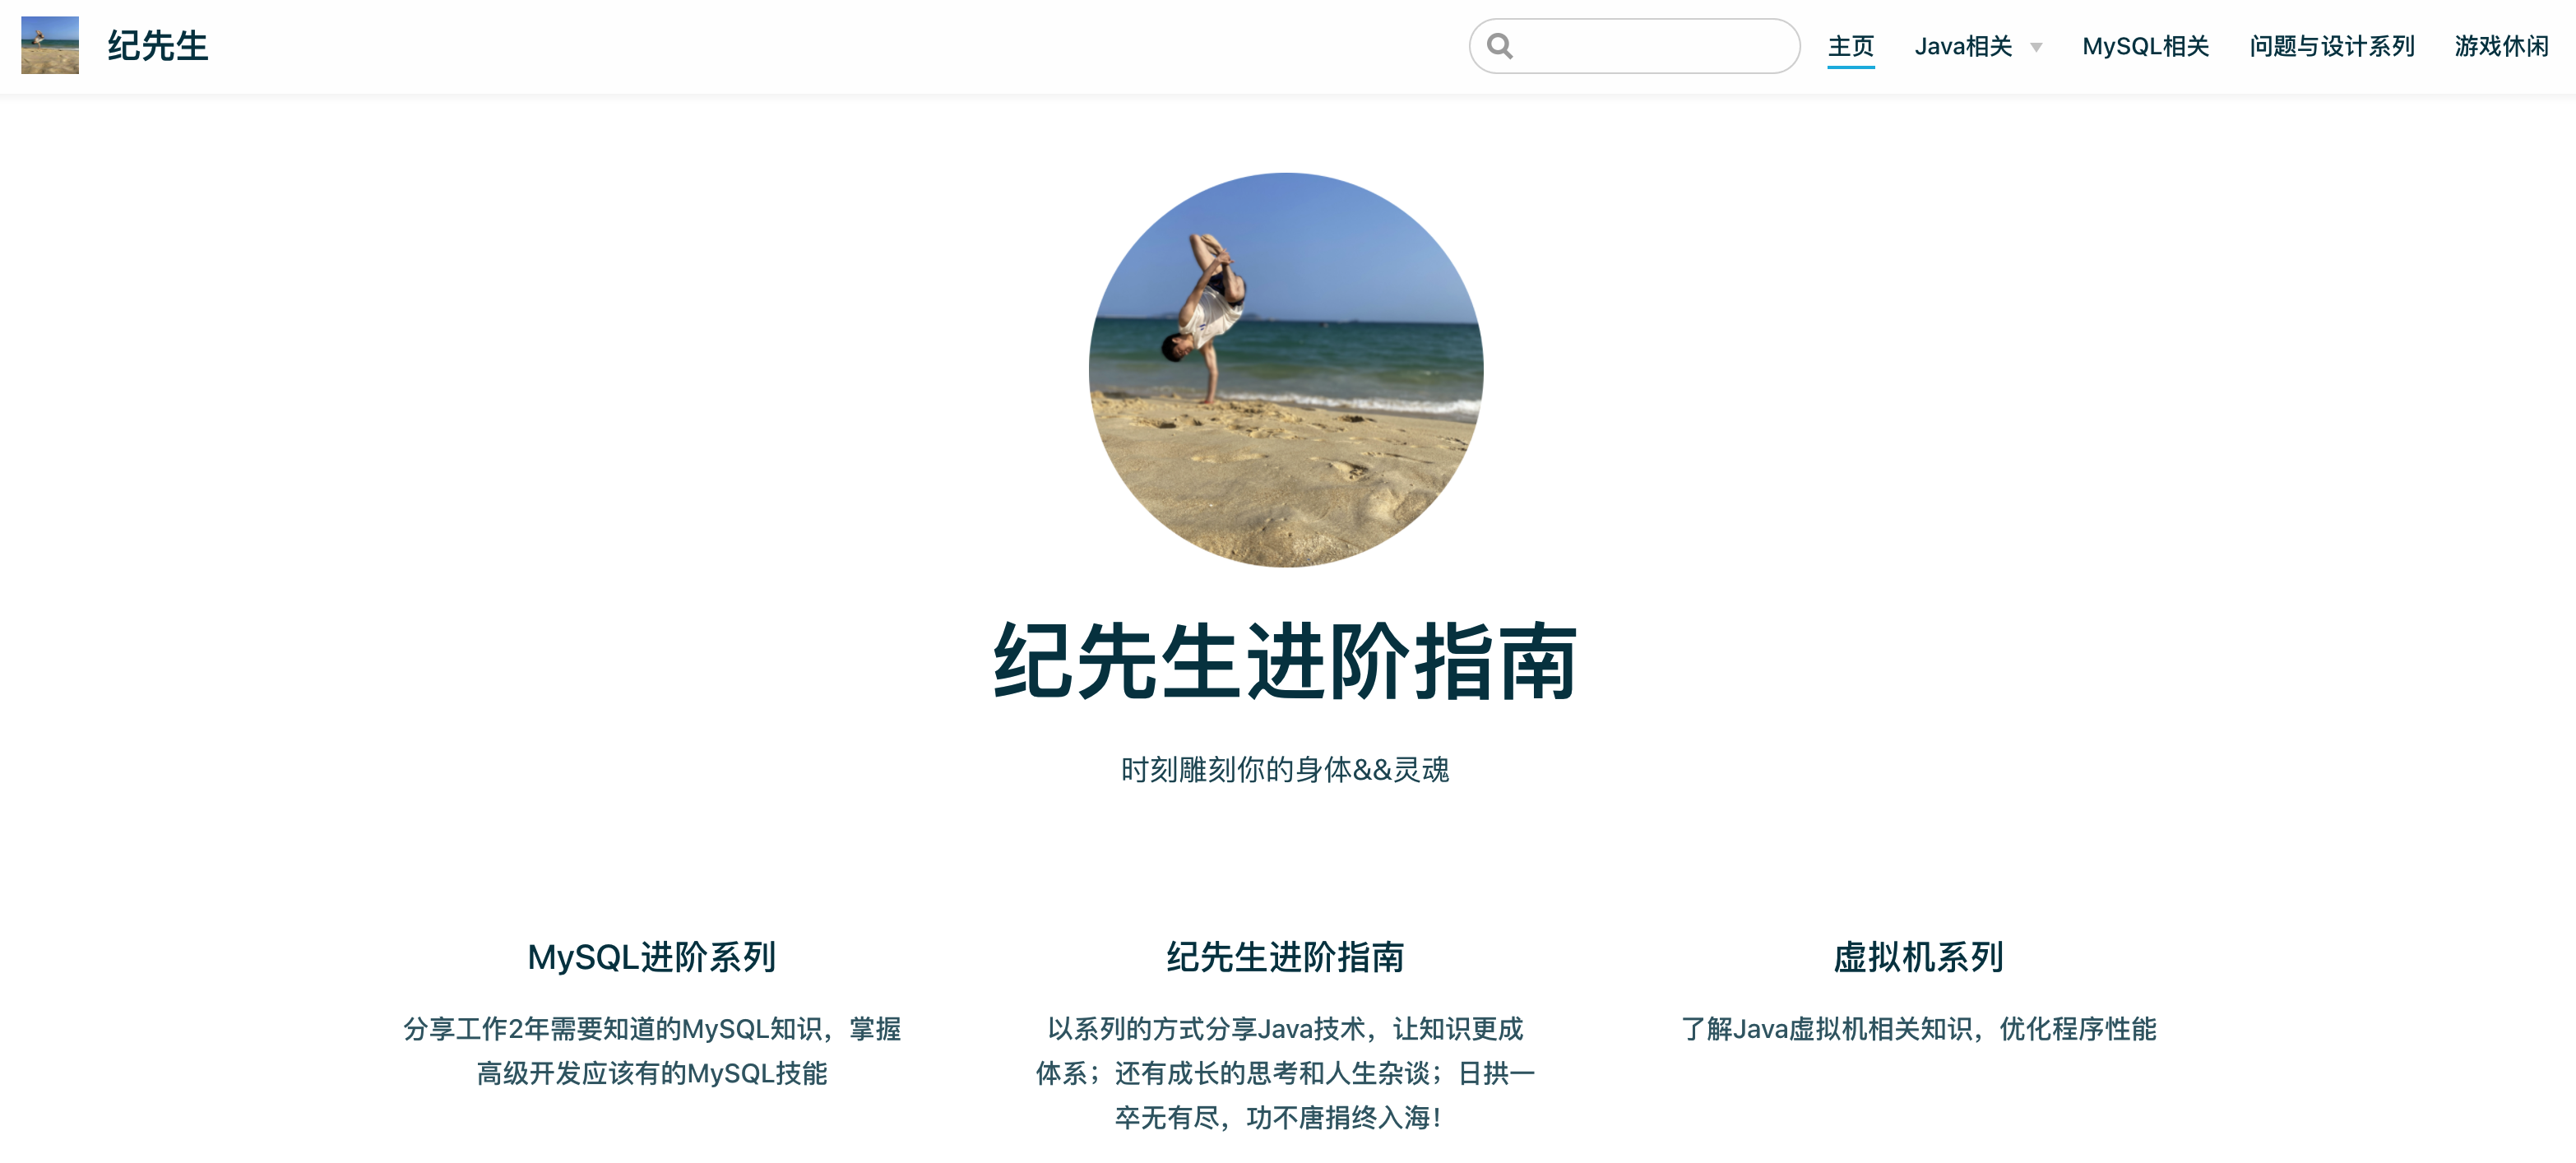 纪先生
主页 Java相关 MySQL相关 问题与设计系列 游戏休闲
纪先生进阶指南
时刻雕刻你的身体&&灵魂
MySQL进阶系列
分享工作2年需要知道的MySQL知识，掌握
高级开发应该有的MySQL技能
纪先生进阶指南
以系列的方式分享Java技术，让知识更成
体系；还有成长的思考和人生杂谈；日拱一
卒无有尽，功不唐捐终入海！
虚拟机系列
了解Java虚拟机相关知识，优化程序性能